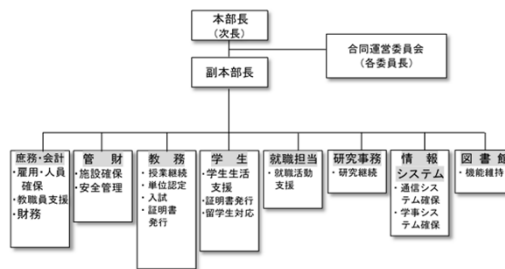 本部長
(次長)
合同運営委員会
(各委員長)
副本部長
庶務・会計
・雇用・人員
確保
・教職員支援
・財務
管 財
・施設確保
・安全管理
教 務
・授業継続
・単位認定
・入試
・証明書
発行
学 生
・学生生活
支援
・証明書発行
・留学生対応
就職担当
・就職活動
支援
研究事務
・研究継続
情 報
システム
・通信シス
テム確保
・学事シス
テム確保
図 書 館
・機能維持